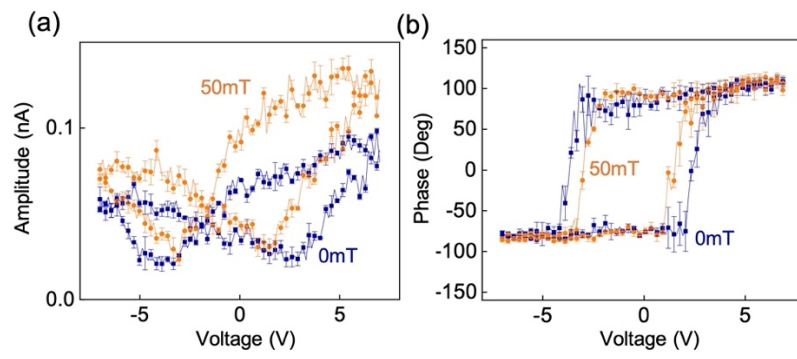 (a)
Amplitude (nA)
0.1
0.0
50mT
0mT
-5 0 5
Voltage (V)
(b)
Phase (Deg)
150
100
50
0
-50
-100
-150
50mT
0mT
-5 0 5
Voltage (V)